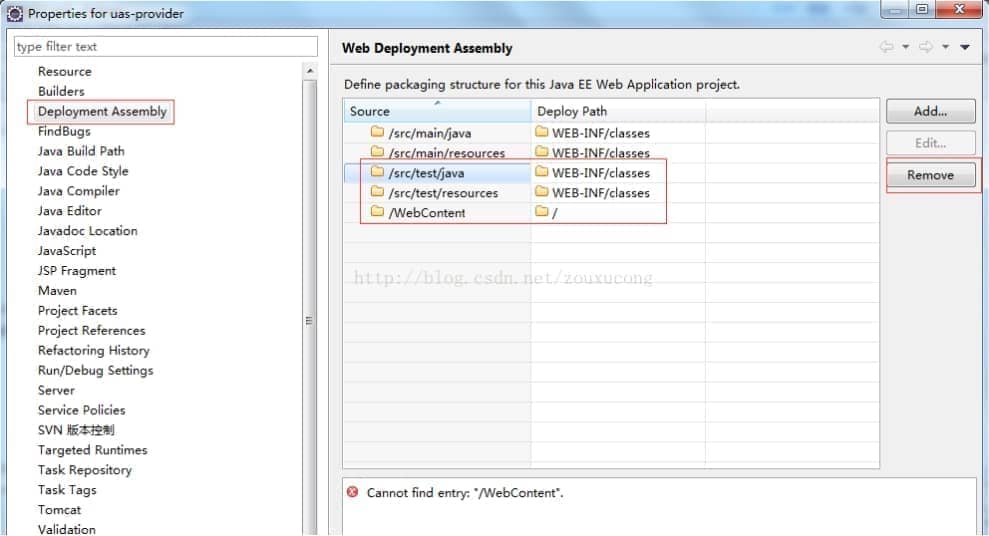 Properties for uas-provider
type filter text
Resource
Builders
Deployment Assembly
FindBugs
Java Build Path
Java Code Style
Java Compiler
Java Editor
Javadoc Location
JavaScript
JSP Fragment
Maven
Project Facets
Project References
Refactoring History
Run/Debug Settings
Server
Service Policies
SVN 版本控制
Targeted Runtimes
Task Repository
Task Tags
Tomcat
Validation
Web Deployment Assembly
Define packaging structure for this Java EE Web Application project.
Source Deploy Path
/src/main/java WEB-INF/classes
/src/main/resources WEB-INF/classes
/src/test/java WEB-INF/classes
/src/test/resources WEB-INF/classes
/WebContent /
http://blog.csdn.net/zouxucong
Add...
Edit...
Remove
Cannot find entry: "/WebContent".